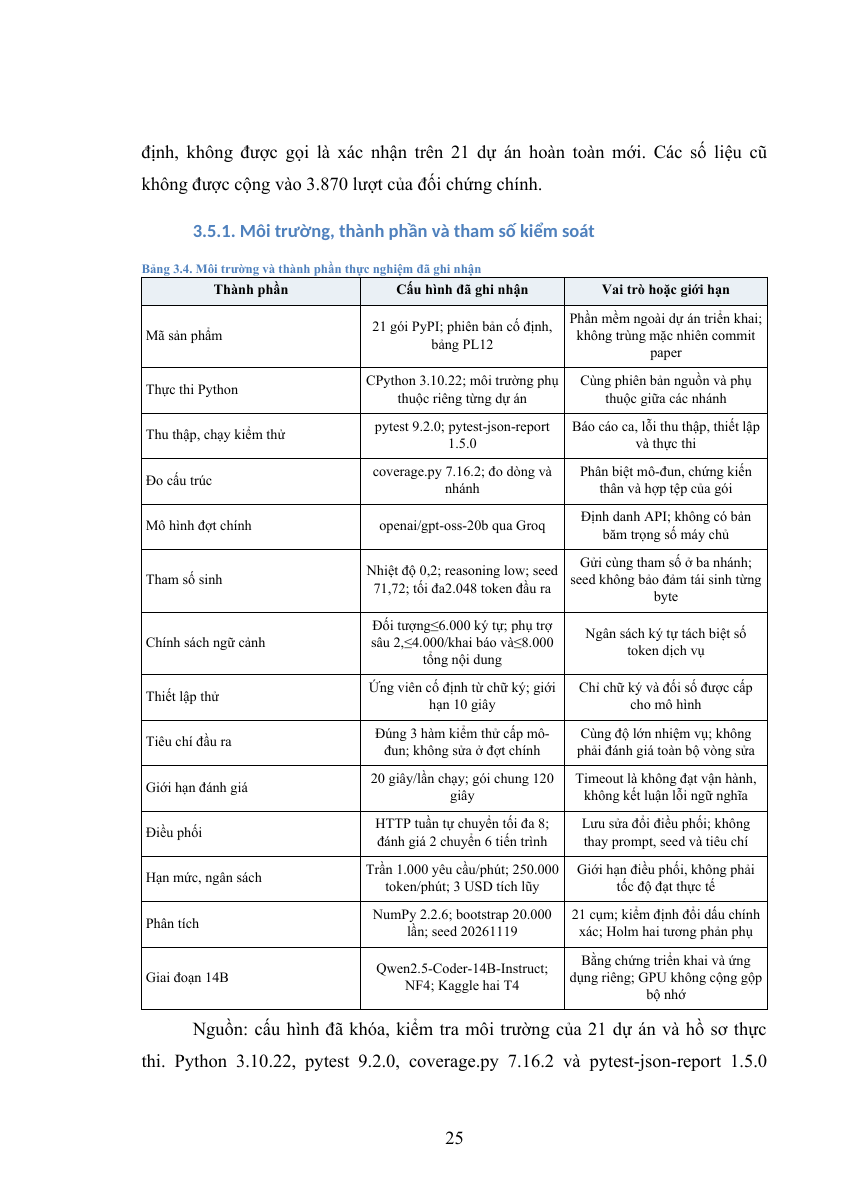 định, không được gọi là xác nhận trên 21 dự án hoàn toàn mới. Các số liệu cũ
không được cộng vào 3.870 lượt của đối chứng chính.
3.5.1. Môi trường, thành phần và tham số kiểm soát
Bảng 3.4. Môi trường và thành phần thực nghiệm đã ghi nhận
Thành phần
Cấu hình đã ghi nhận
Vai trò hoặc giới hạn
Mã sản phẩm
21 gói PyPI; phiên bản cố định,
bảng PL12
Phần mềm ngoài dự án triển khai;
không trùng mặc nhiên commit
paper
Thực thi Python
CPython 3.10.22; môi trường phụ
thuộc riêng từng dự án
Cùng phiên bản nguồn và phụ
thuộc giữa các nhánh
Thu thập, chạy kiểm thử
pytest 9.2.0; pytest-json-report
1.5.0
Báo cáo ca, lỗi thu thập, thiết lập
và thực thi
Đo cấu trúc
coverage.py 7.16.2; đo dòng và
nhánh
Phân biệt mô-đun, chứng kiến
thân và hợp tệp của gói
Mô hình đợt chính
openai/gpt-oss-20b qua Groq
Định danh API; không có bản
băm trọng số máy chủ
Tham số sinh
Nhiệt độ 0,2; reasoning low; seed
71,72; tối đa2.048 token đầu ra
Gửi cùng tham số ở ba nhánh;
seed không bảo đảm tái sinh từng
byte
Chính sách ngữ cảnh
Đối tượng≤6.000 ký tự; phụ trợ
sâu 2,≤4.000/khai báo và≤8.000
tổng nội dung
Ngân sách ký tự tách biệt số
token dịch vụ
Thiết lập thử
Ứng viên cố định từ chữ ký; giới
hạn 10 giây
Chỉ chữ ký và đối số được cấp
cho mô hình
Tiêu chí đầu ra
Đúng 3 hàm kiểm thử cấp mô-
đun; không sửa ở đợt chính
Cùng độ lớn nhiệm vụ; không
phải đánh giá toàn bộ vòng sửa
Giới hạn đánh giá
20 giây/lần chạy; gói chung 120
giây
Timeout là không đạt vận hành,
không kết luận lỗi ngữ nghĩa
Điều phối
HTTP tuần tự chuyển tối đa 8;
đánh giá 2 chuyển 6 tiến trình
Lưu sửa đổi điều phối; không
thay prompt, seed và tiêu chí
Hạn mức, ngân sách
Trần 1.000 yêu cầu/phút; 250.000
token/phút; 3 USD tích lũy
Giới hạn điều phối, không phải
tốc độ đạt thực tế
Phân tích
NumPy 2.2.6; bootstrap 20.000
lần; seed 20261119
21 cụm; kiểm định đổi dấu chính
xác; Holm hai tương phản phụ
Giai đoạn 14B
Qwen2.5-Coder-14B-Instruct;
NF4; Kaggle hai T4
Bằng chứng triển khai và ứng
dụng riêng; GPU không cộng gộp
bộ nhớ
Nguồn: cấu hình đã khóa, kiểm tra môi trường của 21 dự án và hồ sơ thực
thi. Python 3.10.22, pytest 9.2.0, coverage.py 7.16.2 và pytest-json-report 1.5.0
25